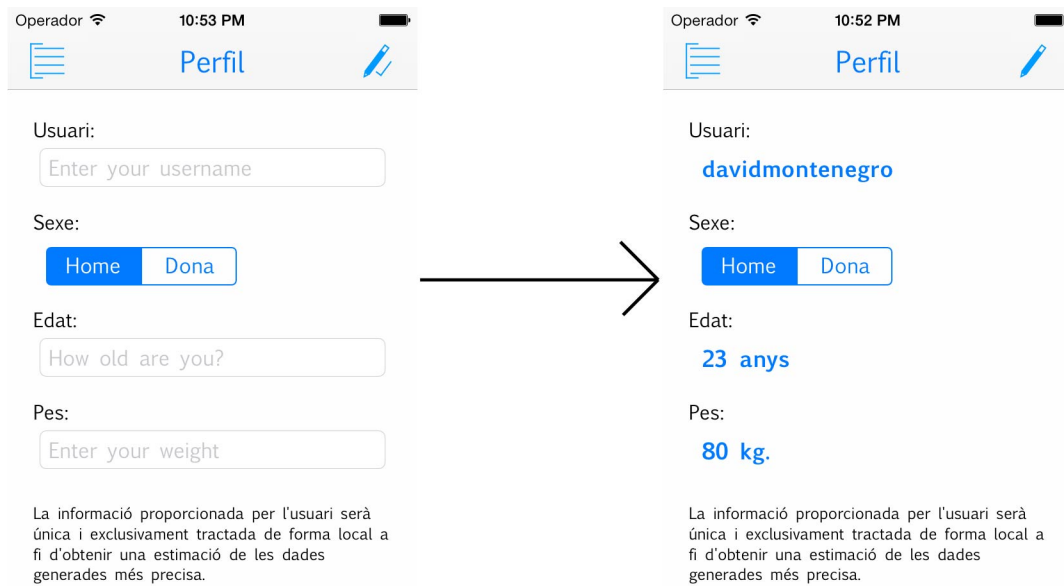 Operador 10:53 PM
Perfil
Usuari:
Enter your username
Sexe:
Home Dona
Edat:
How old are you?
Pes:
Enter your weight
La informació proporcionada per l'usuari serà
única i exclusivament tractada de forma local a
fi d'obtenir una estimació de les dades
generades més precisa.
Operador 10:52 PM
Perfil
Usuari:
davidmontenegro
Sexe:
Home Dona
Edat:
23 anys
Pes:
80 kg.
La informació proporcionada per l'usuari serà
única i exclusivament tractada de forma local a
fi d'obtenir una estimació de les dades
generades més precisa.